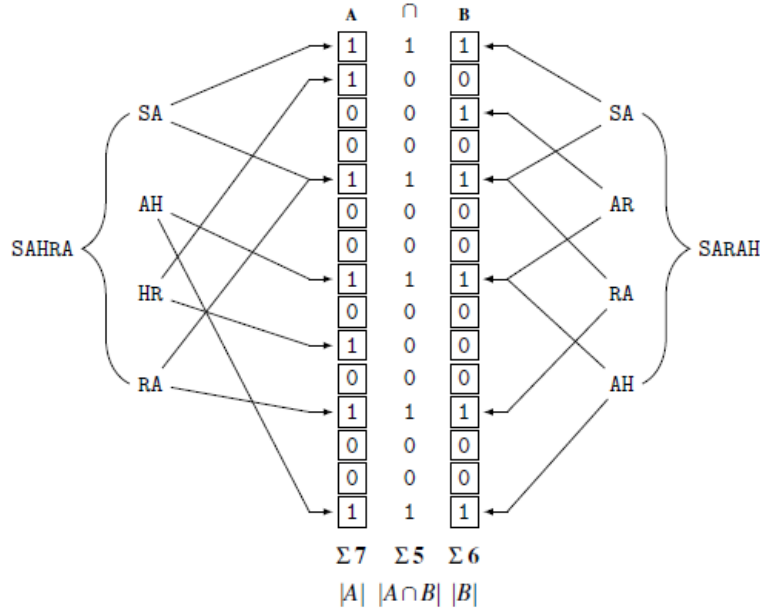 A ∩ B
1 1 1
1 0 0
SA 0 0 1 SA
0 0 0
1 1 1
AH 0 0 0 AR
SAHRA 0 0 0 SARAH
1 1 1
HR 0 0 0 RA
1 0 0
RA 0 0 0 AH
1 1 1
0 0 0
0 0 0
1 1 1
Σ 7 Σ 5 Σ 6
|A| |A∩B| |B|